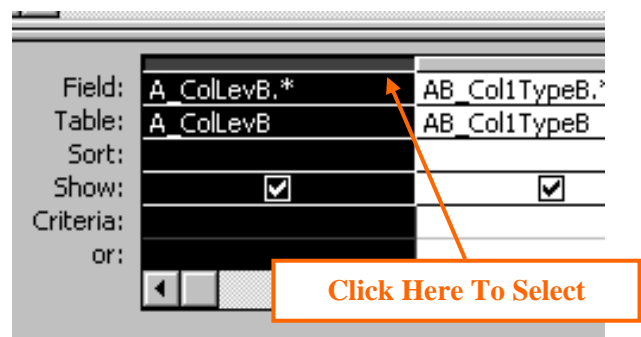 Field: A_ColLevB.* AB_Col1TypeB.*
Table: A_ColLevB AB_Col1TypeB
Sort:
Show:
Criteria:
or:
Click Here To Select